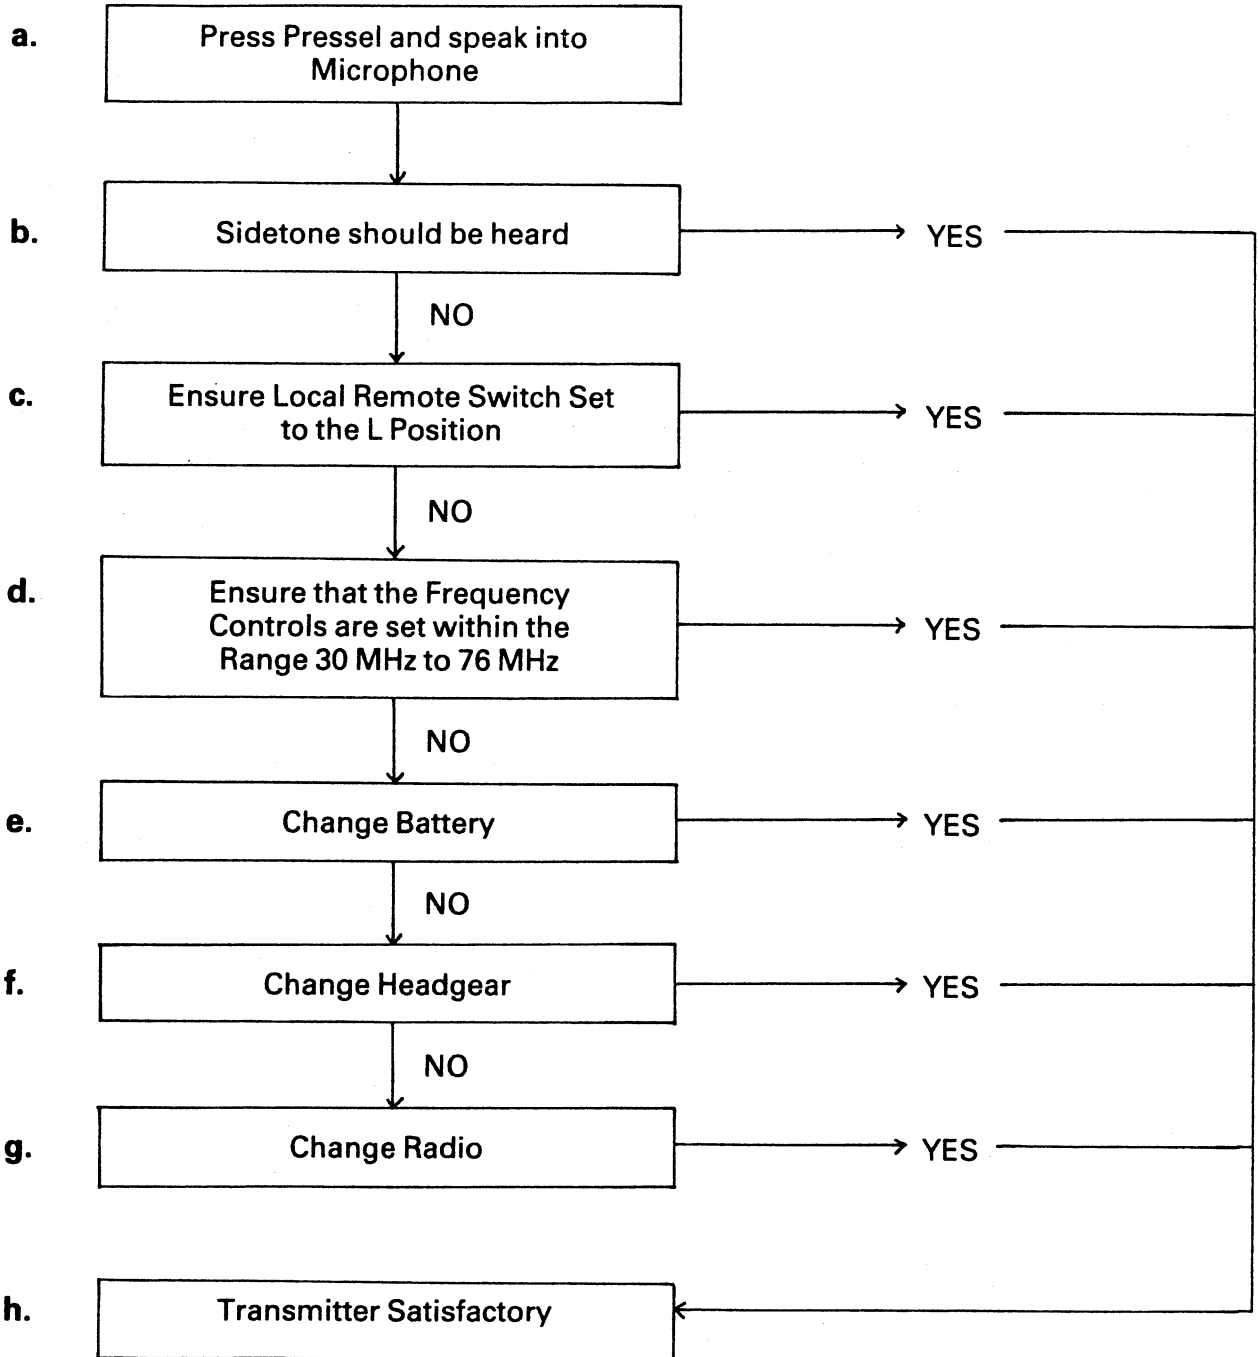 a.
Press Pressel and speak into
Microphone
b.
Sidetone should be heard
YES
NO
c.
Ensure Local Remote Switch Set
to the L Position
YES
NO
d.
Ensure that the Frequency
Controls are set within the
Range 30 MHz to 76 MHz
YES
NO
e.
Change Battery
YES
NO
f.
Change Headgear
YES
NO
g.
Change Radio
YES
h.
Transmitter Satisfactory